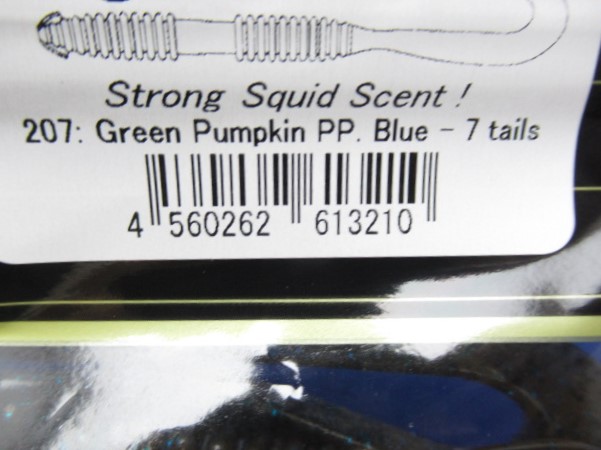 Strong Squid Scent !
207: Green Pumpkin PP. Blue - 7 tails
4 560262 613210